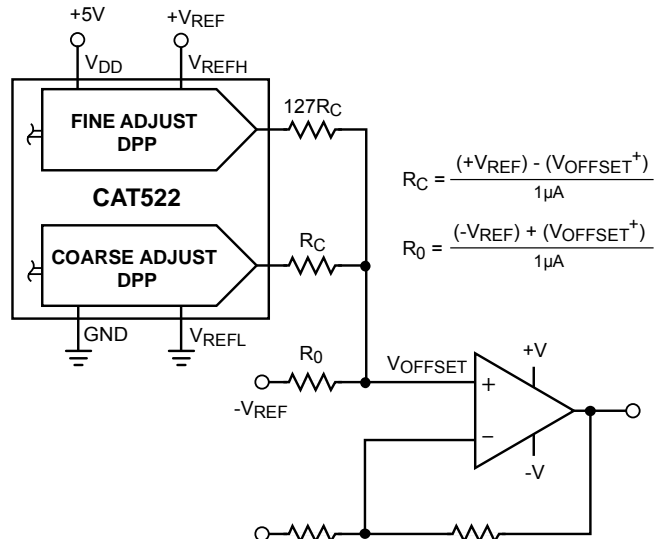 +5V
+VREF
VDD
VREFH
FINE ADJUST
DPP
127RC
CAT522
RC = (+VREF) - (VOFFSET+)
1µA
COARSE ADJUST
DPP
RC
R0 = (-VREF) + (VOFFSET+)
1µA
GND
VREFL
R0
-VREF
VOFFSET
+V
+
–
-V